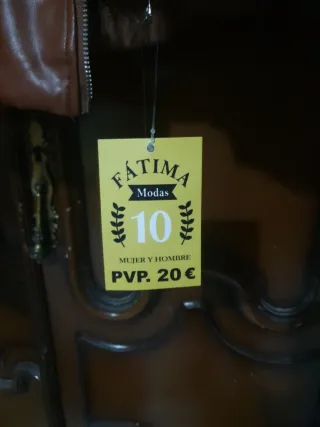 FÁTIMA
Modas
10
MUJER Y HOMBRE
PVP. 20 €